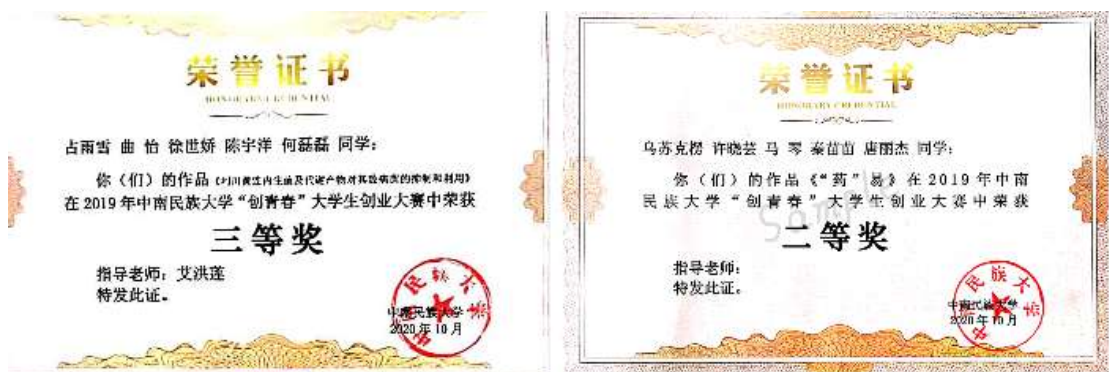 荣誉证书
HONORARY CREDENTIAL
占雨雪 曲 怡 徐世娇 陈宇洋 何磊磊 同学:
你(们)的作品
在2019年中南民族大学“创青春”大学生创业大赛中荣获
三等奖
指导老师:艾洪莲
特发此证。
中南民族大学
2020年10月
荣誉证书
HONORARY CREDENTIAL
乌苏克楞 许晓芸 马 零 秦苗苗 唐丽杰 同学:
你(们)的作品《“药”易》在2019年中南
民族大学“创青春”大学生创业大赛中荣获
二等奖
指导老师:
特发此证。
中南民族大学
2020年10月